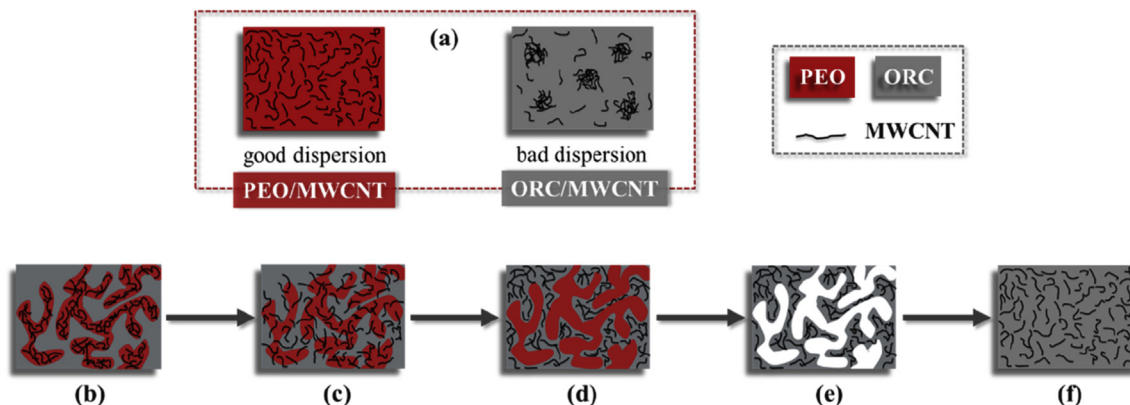 (a)
good dispersion
bad dispersion
PEO/MWCNT
ORC/MWCNT
PEO
ORC
MWCNT
(b)
(c)
(d)
(e)
(f)